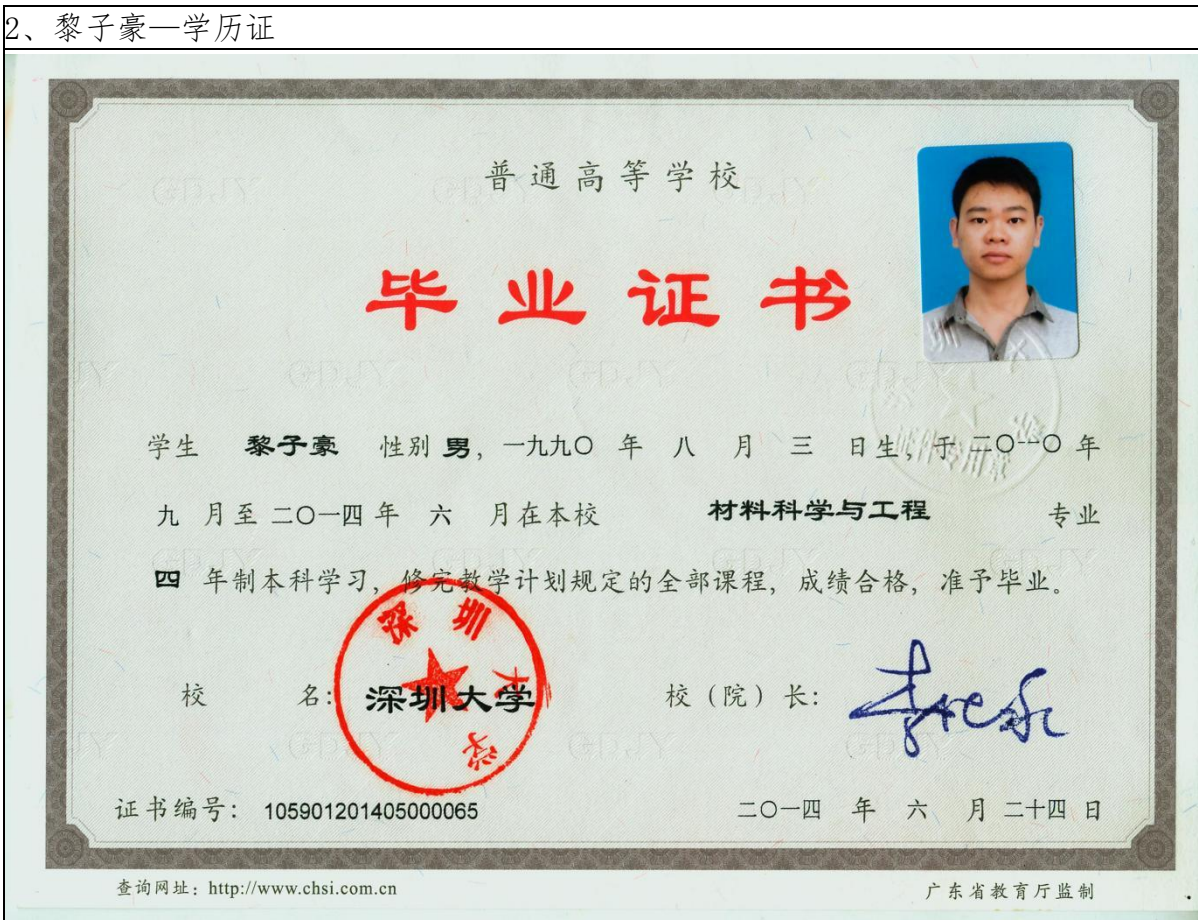 2、黎子豪—学历证
普通高等学校
毕业证书
学生 黎子豪 性别 男, 一九九〇 年 八 月 三 日生, 于 二〇一〇 年
九 月至 二〇一四 年 六 月在本校 材料科学与工程 专业
四 年制本科学习, 修完教学计划规定的全部课程, 成绩合格, 准予毕业。
校 名: 深圳大学 校（院）长:
深圳大学
证书编号: 105901201405000065 二〇一四 年 六 月 二十四 日
查询网址: http://www.chsi.com.cn 广东省教育厅监制